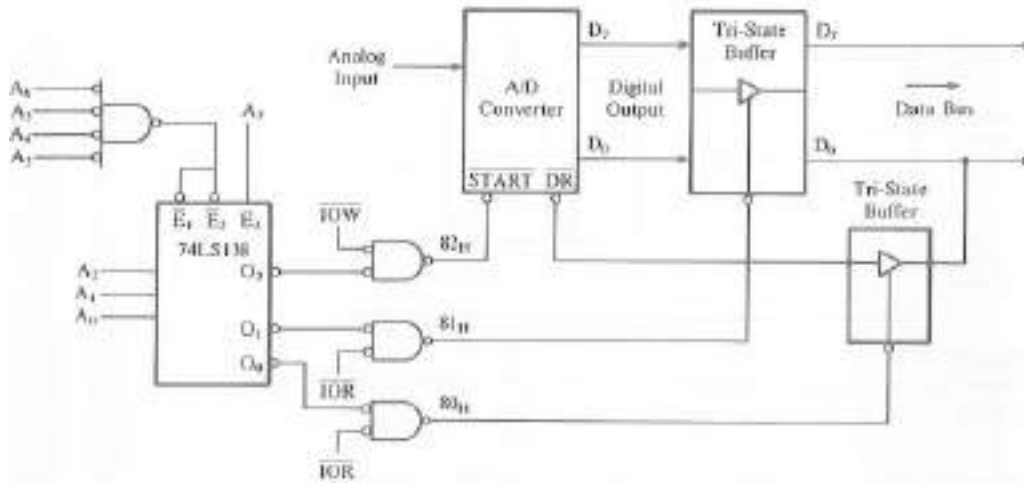 Analog
Input
A/D
Converter
START
DR
D₇
D₀
Digital
Output
Tri-State
Buffer
D₇
D₀
Data Bus
Tri-State
Buffer
A₆
A₅
A₄
A₃
A₇
E̅₁
E̅₂
E₃
74LS138
A₂
A₁
A₀
O₂
O₁
O₀
IOW
82H
81H
IOR
80H
IOR